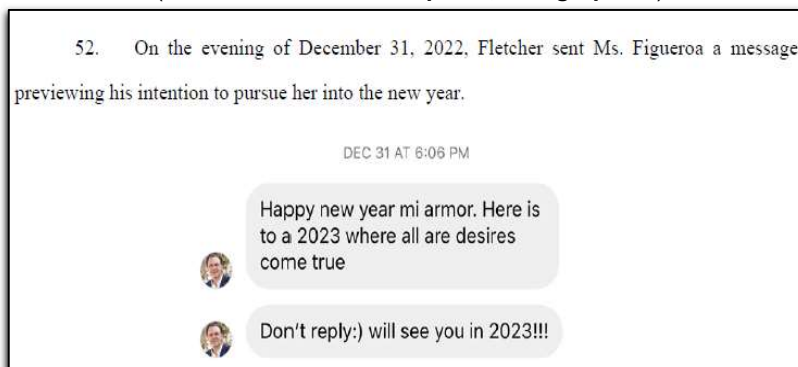 52. On the evening of December 31, 2022, Fletcher sent Ms. Figueroa a message
previewing his intention to pursue her into the new year.
DEC 31 AT 6:06 PM
Happy new year mi armor. Here is
to a 2023 where all are desires
come true
Don't reply:) will see you in 2023!!!